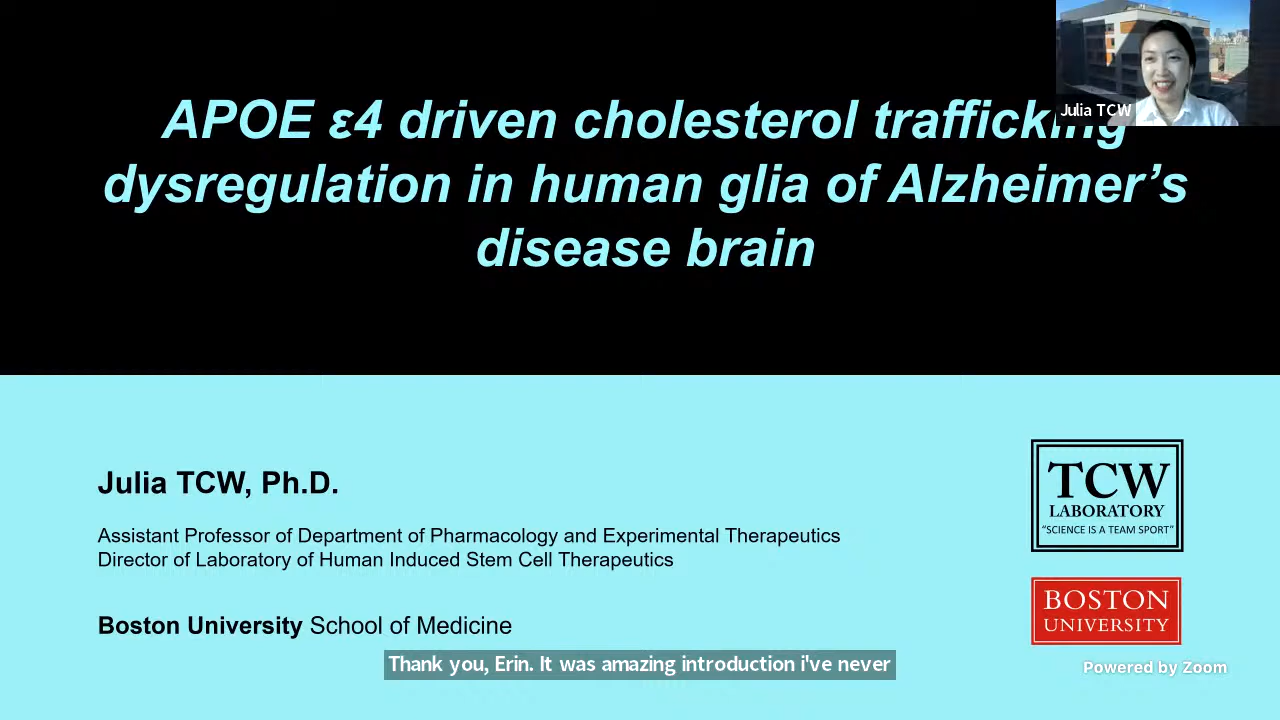 APOE ε4 driven cholesterol trafficking
dysregulation in human glia of Alzheimer’s
disease brain
Julia TCW
Julia TCW, Ph.D.
Assistant Professor of Department of Pharmacology and Experimental Therapeutics
Director of Laboratory of Human Induced Stem Cell Therapeutics
Boston University School of Medicine
TCW
LABORATORY
“SCIENCE IS A TEAM SPORT”
BOSTON
UNIVERSITY
Thank you, Erin. It was amazing introduction i've never
Powered by Zoom